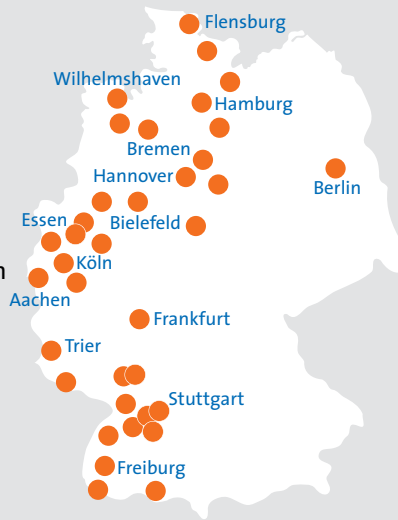 Flensburg
Wilhelmshaven
Hamburg
Bremen
Hannover
Berlin
Essen
Bielefeld
Köln
n
Aachen
Frankfurt
Trier
Stuttgart
Freiburg